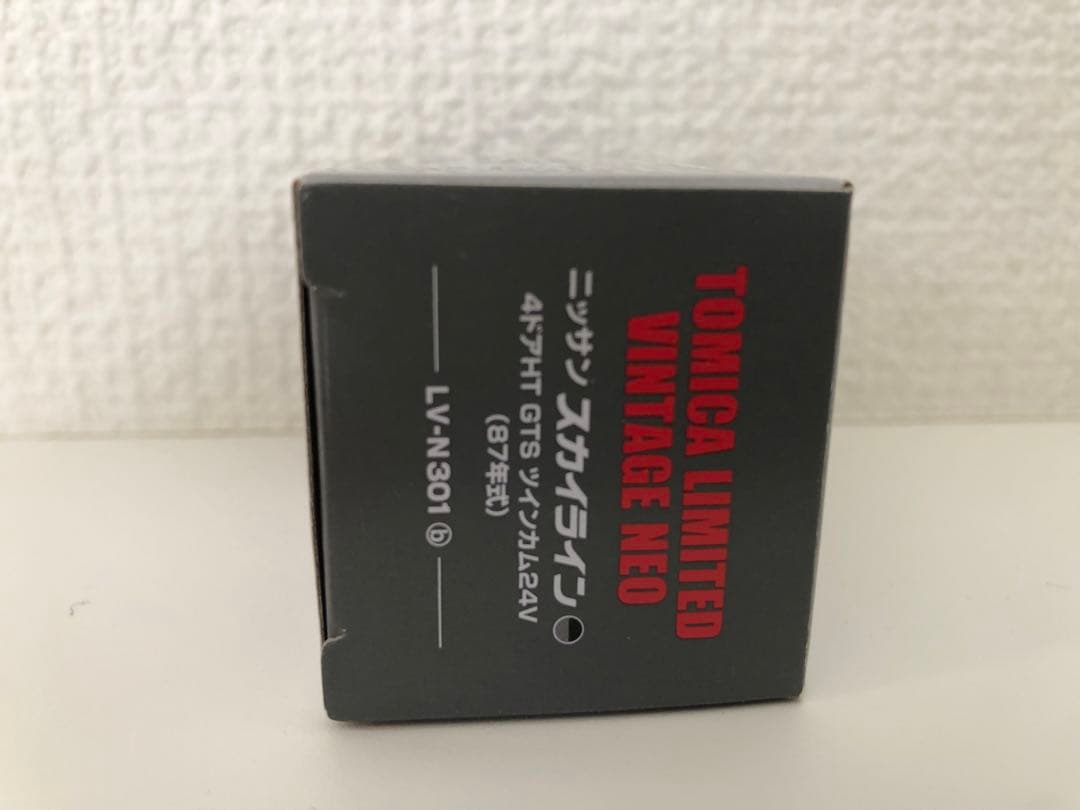 TOMICA LIMITED
VINTAGE NEO
ニッサン スカイライン
4ドアHT GTS ツインカム24V
(87年式)
LV-N301 ⓑ